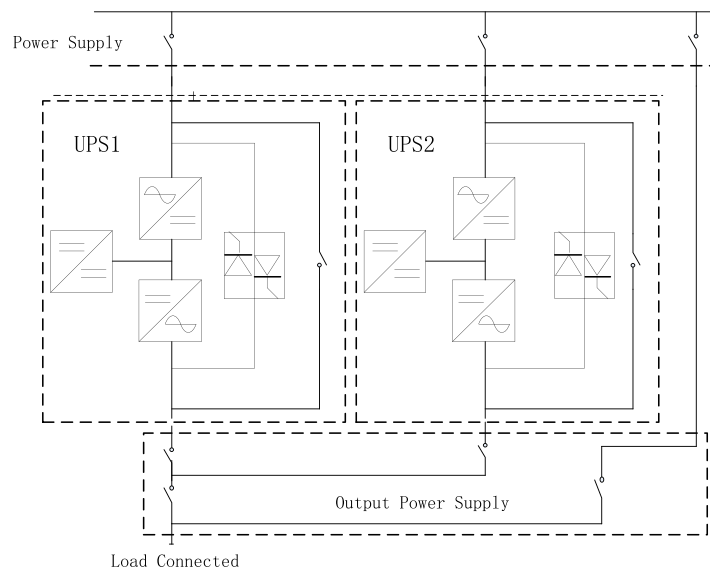 Power Supply
UPS1
UPS2
Output Power Supply
Load Connected